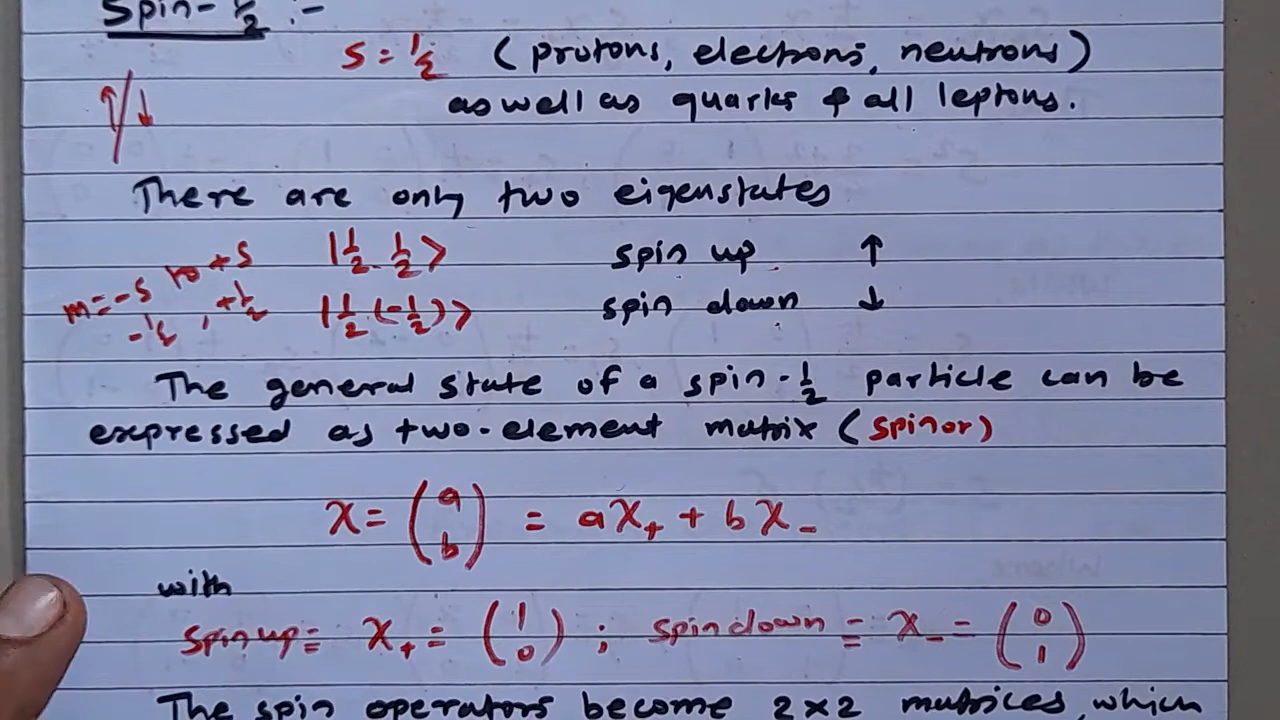 Spin-1/2 :-
S = 1/2 (protons, electrons, neutrons)
as well as quarks & all leptons.
There are only two eigenstates
m = -s to +s |1/2 1/2> spin up ↑
-1/2, +1/2 |1/2 (-1/2)> spin down ↓
The general state of a spin-1/2 particle can be
expressed as two-element matrix (spinor)
χ = (a b) = aχ₊ + bχ₋
with
spin up = χ₊ = (1 0) ; spin down = χ₋ = (0 1)
The spin operators become 2×2 matrices, which